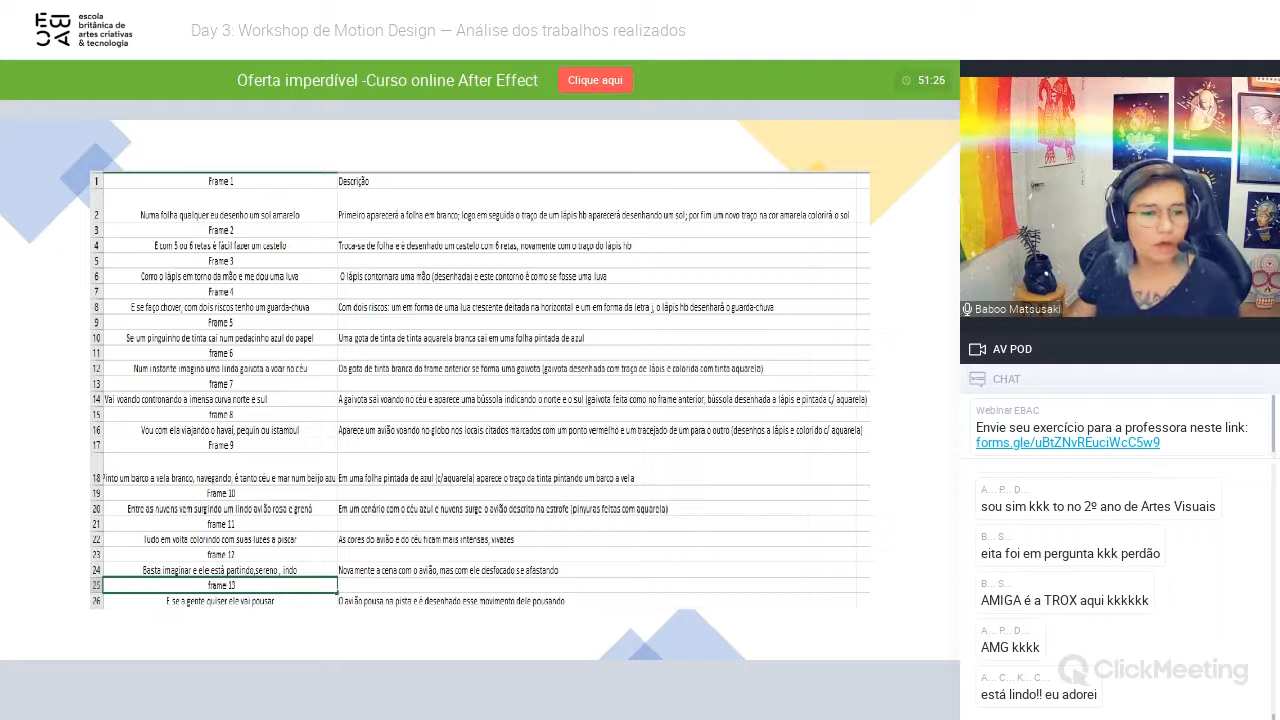 EBAC
escola
britânica de
artes criativas
& tecnologia
Day 3: Workshop de Motion Design — Análise dos trabalhos realizados
Oferta imperdível -Curso online After Effect
Clique aqui
51:26
1 Frame 1 Descrição
2 Numa folha qualquer eu desenho um sol amarelo Primeiro aparecerá a folha em branco; logo em seguida o traço de um lápis hb aparecerá desenhando um sol; por fim um novo traço na cor amarela colorirá o sol
3 Frame 2
4 E com 5 ou 6 retas é fácil fazer um castelo Troca-se de folha e é desenhado um castelo com 6 retas, novamente com o traço do lápis hb
5 Frame 3
6 Como o lápis em torno da mão e me dou uma luva O lápis contornara uma mão (desenhada) e este contorno é como se fosse uma luva
7 Frame 4
8 E se faço chover, com dois riscos tenho um guarda-chuva Com dois riscos: um em forma de uma lua crescente deitada na horizontal e um em forma da letra j, o lápis hb desenhará o guarda-chuva
9 Frame 5
10 Se um pinguinho de tinta cai num pedacinho azul do papel Uma gota de tinta de tinta aquarela branca cai em uma folha pintada de azul
11 frame 6
12 Num instante imagino uma linda gaivota a voar no céu Da gota de tinta branca do frame anterior se forma uma gaivota (gaivota desenhada com traço de lápis e colorida com tinta aquarela)
13 frame 7
14 Vai voando contronando a imensa curva norte e sul A gaivota sai voando no céu e aparece uma bússola indicando o norte e o sul (gaivota feita como no frame anterior, bússola desenhada a lápis e pintada c/ aquarela)
15 frame 8
16 Vou com ela viajando o havaí, pequin ou istambul Aparece um avião voando no globo nos locais citados marcados com um ponto vermelho e um tracejado de um para o outro (desenhos a lápis e colorido c/ aquarela)
17 Frame 9
18 Pinto um barco a vela branco, navegando, é tanto céu e mar num beijo azu Em uma folha pintada de azul (c/aquarela) aparece o traço da tinta pintando um barco a vela
19 Frame 10
20 Entre as nuvens vem surgindo um lindo avião rosa e grená Em um cenário com o céu azul e nuvens surge o avião descrito na estrofe (pinyuras feitas com aquarela)
21 frame 11
22 Tudo em volta colorindo com suas luzes a piscar As cores do avião e do céu ficam mais intensas, vivazes
23 frame 12
24 Basta imaginar e ele está partindo,sereno , indo Novamente a cena com o avião, mas com ele desfocado se afastando
25 frame 13
26 E se a gente quiser ele vai pousar O avião pousa na pista e é desenhado esse movimento dele pousando
Baboo Matsusaki
AV POD
CHAT
Webinar EBAC
Envie seu exercício para a professora neste link:
forms.gle/uBtZNvREuciWcC5w9
A... P... D...
sou sim kkk to no 2º ano de Artes Visuais
B... S...
eita foi em pergunta kkk perdão
B... S...
AMIGA é a TROX aqui kkkkkk
A... P... D...
AMG kkkk
A... C... K... C...
está lindo!! eu adorei
ClickMeeting